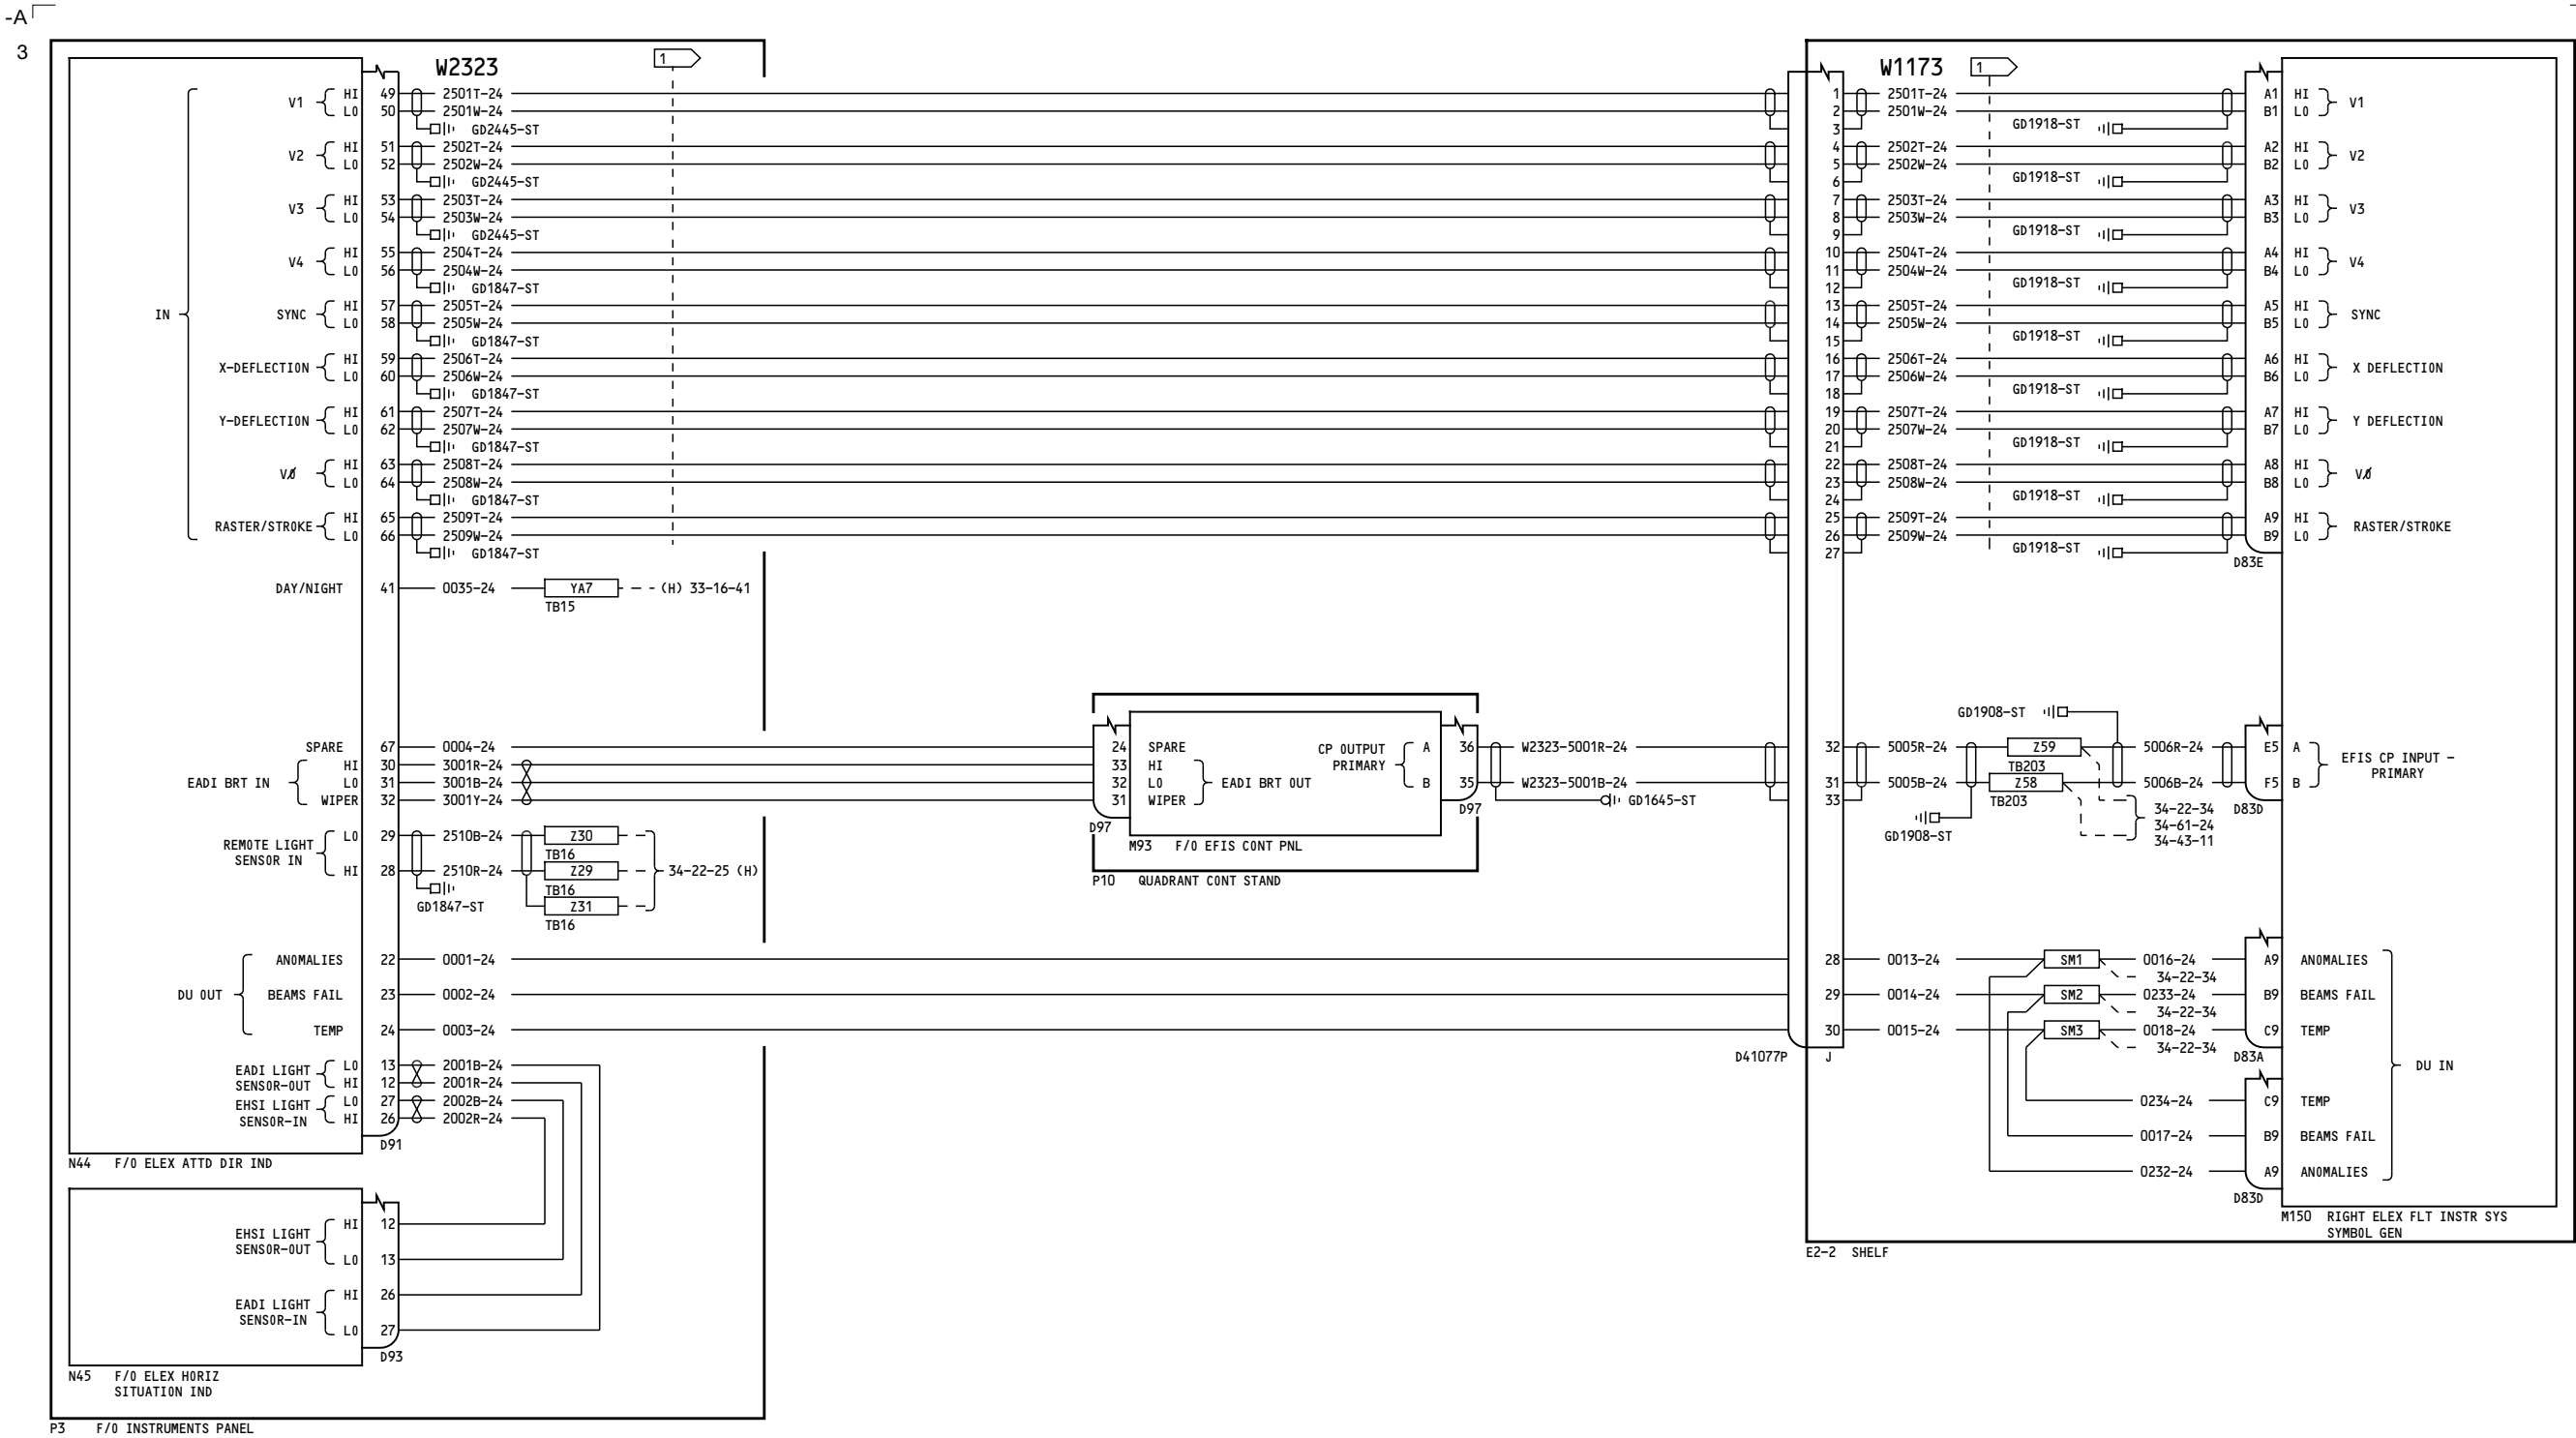 -A
3
W2323
1
W1173
1
IN
V1 HI 49 2501T-24
LO 50 2501W-24
GD2445-ST
V2 HI 51 2502T-24
LO 52 2502W-24
GD2445-ST
V3 HI 53 2503T-24
LO 54 2503W-24
GD2445-ST
V4 HI 55 2504T-24
LO 56 2504W-24
GD1847-ST
SYNC HI 57 2505T-24
LO 58 2505W-24
GD1847-ST
X-DEFLECTION HI 59 2506T-24
LO 60 2506W-24
GD1847-ST
Y-DEFLECTION HI 61 2507T-24
LO 62 2507W-24
GD1847-ST
VØ HI 63 2508T-24
LO 64 2508W-24
GD1847-ST
RASTER/STROKE HI 65 2509T-24
LO 66 2509W-24
GD1847-ST
DAY/NIGHT 41 0035-24 YA7 (H) 33-16-41
TB15
SPARE 67 0004-24
EADI BRT IN HI 30 3001R-24
LO 31 3001B-24
WIPER 32 3001Y-24
REMOTE LIGHT
SENSOR IN
LO 29 2510B-24 Z30
TB16
HI 28 2510R-24 Z29 34-22-25 (H)
TB16
GD1847-ST Z31
TB16
DU OUT
ANOMALIES 22 0001-24
BEAMS FAIL 23 0002-24
TEMP 24 0003-24
EADI LIGHT
SENSOR-OUT
LO 13 2001B-24
HI 12 2001R-24
EHSI LIGHT
SENSOR-IN
LO 27 2002B-24
HI 26 2002R-24
D91
N44 F/O ELEX ATTD DIR IND
EHSI LIGHT
SENSOR-OUT
HI 12
LO 13
EADI LIGHT
SENSOR-IN
HI 26
LO 27
D93
N45 F/O ELEX HORIZ
SITUATION IND
P3 F/O INSTRUMENTS PANEL
24 SPARE
33 HI
32 LO
31 WIPER
EADI BRT OUT
CP OUTPUT
PRIMARY
A 36 W2323-5001R-24
B 35 W2323-5001B-24
D97
D97
GD1645-ST
M93 F/O EFIS CONT PNL
P10 QUADRANT CONT STAND
1 2501T-24 A1 HI V1
2 2501W-24 B1 LO
3 GD1918-ST
4 2502T-24 A2 HI V2
5 2502W-24 B2 LO
6 GD1918-ST
7 2503T-24 A3 HI V3
8 2503W-24 B3 LO
9 GD1918-ST
10 2504T-24 A4 HI V4
11 2504W-24 B4 LO
12 GD1918-ST
13 2505T-24 A5 HI SYNC
14 2505W-24 B5 LO
15 GD1918-ST
16 2506T-24 A6 HI X DEFLECTION
17 2506W-24 B6 LO
18 GD1918-ST
19 2507T-24 A7 HI Y DEFLECTION
20 2507W-24 B7 LO
21 GD1918-ST
22 2508T-24 A8 HI VØ
23 2508W-24 B8 LO
24 GD1918-ST
25 2509T-24 A9 HI RASTER/STROKE
26 2509W-24 B9 LO
27 GD1918-ST
D83E
GD1908-ST
32 5005R-24 Z59 5006R-24 E5 A
TB203
31 5005B-24 Z58 5006B-24 F5 B
TB203
EFIS CP INPUT -
PRIMARY
33
GD1908-ST
34-22-34
34-61-24
34-43-11
D83D
28 0013-24 SM1 0016-24 A9 ANOMALIES
34-22-34
29 0014-24 SM2 0233-24 B9 BEAMS FAIL
34-22-34
30 0015-24 SM3 0018-24 C9 TEMP
34-22-34
D41077P J
D83A
DU IN
0234-24 C9 TEMP
0017-24 B9 BEAMS FAIL
0232-24 A9 ANOMALIES
D83D
M150 RIGHT ELEX FLT INSTR SYS
SYMBOL GEN
E2-2 SHELF